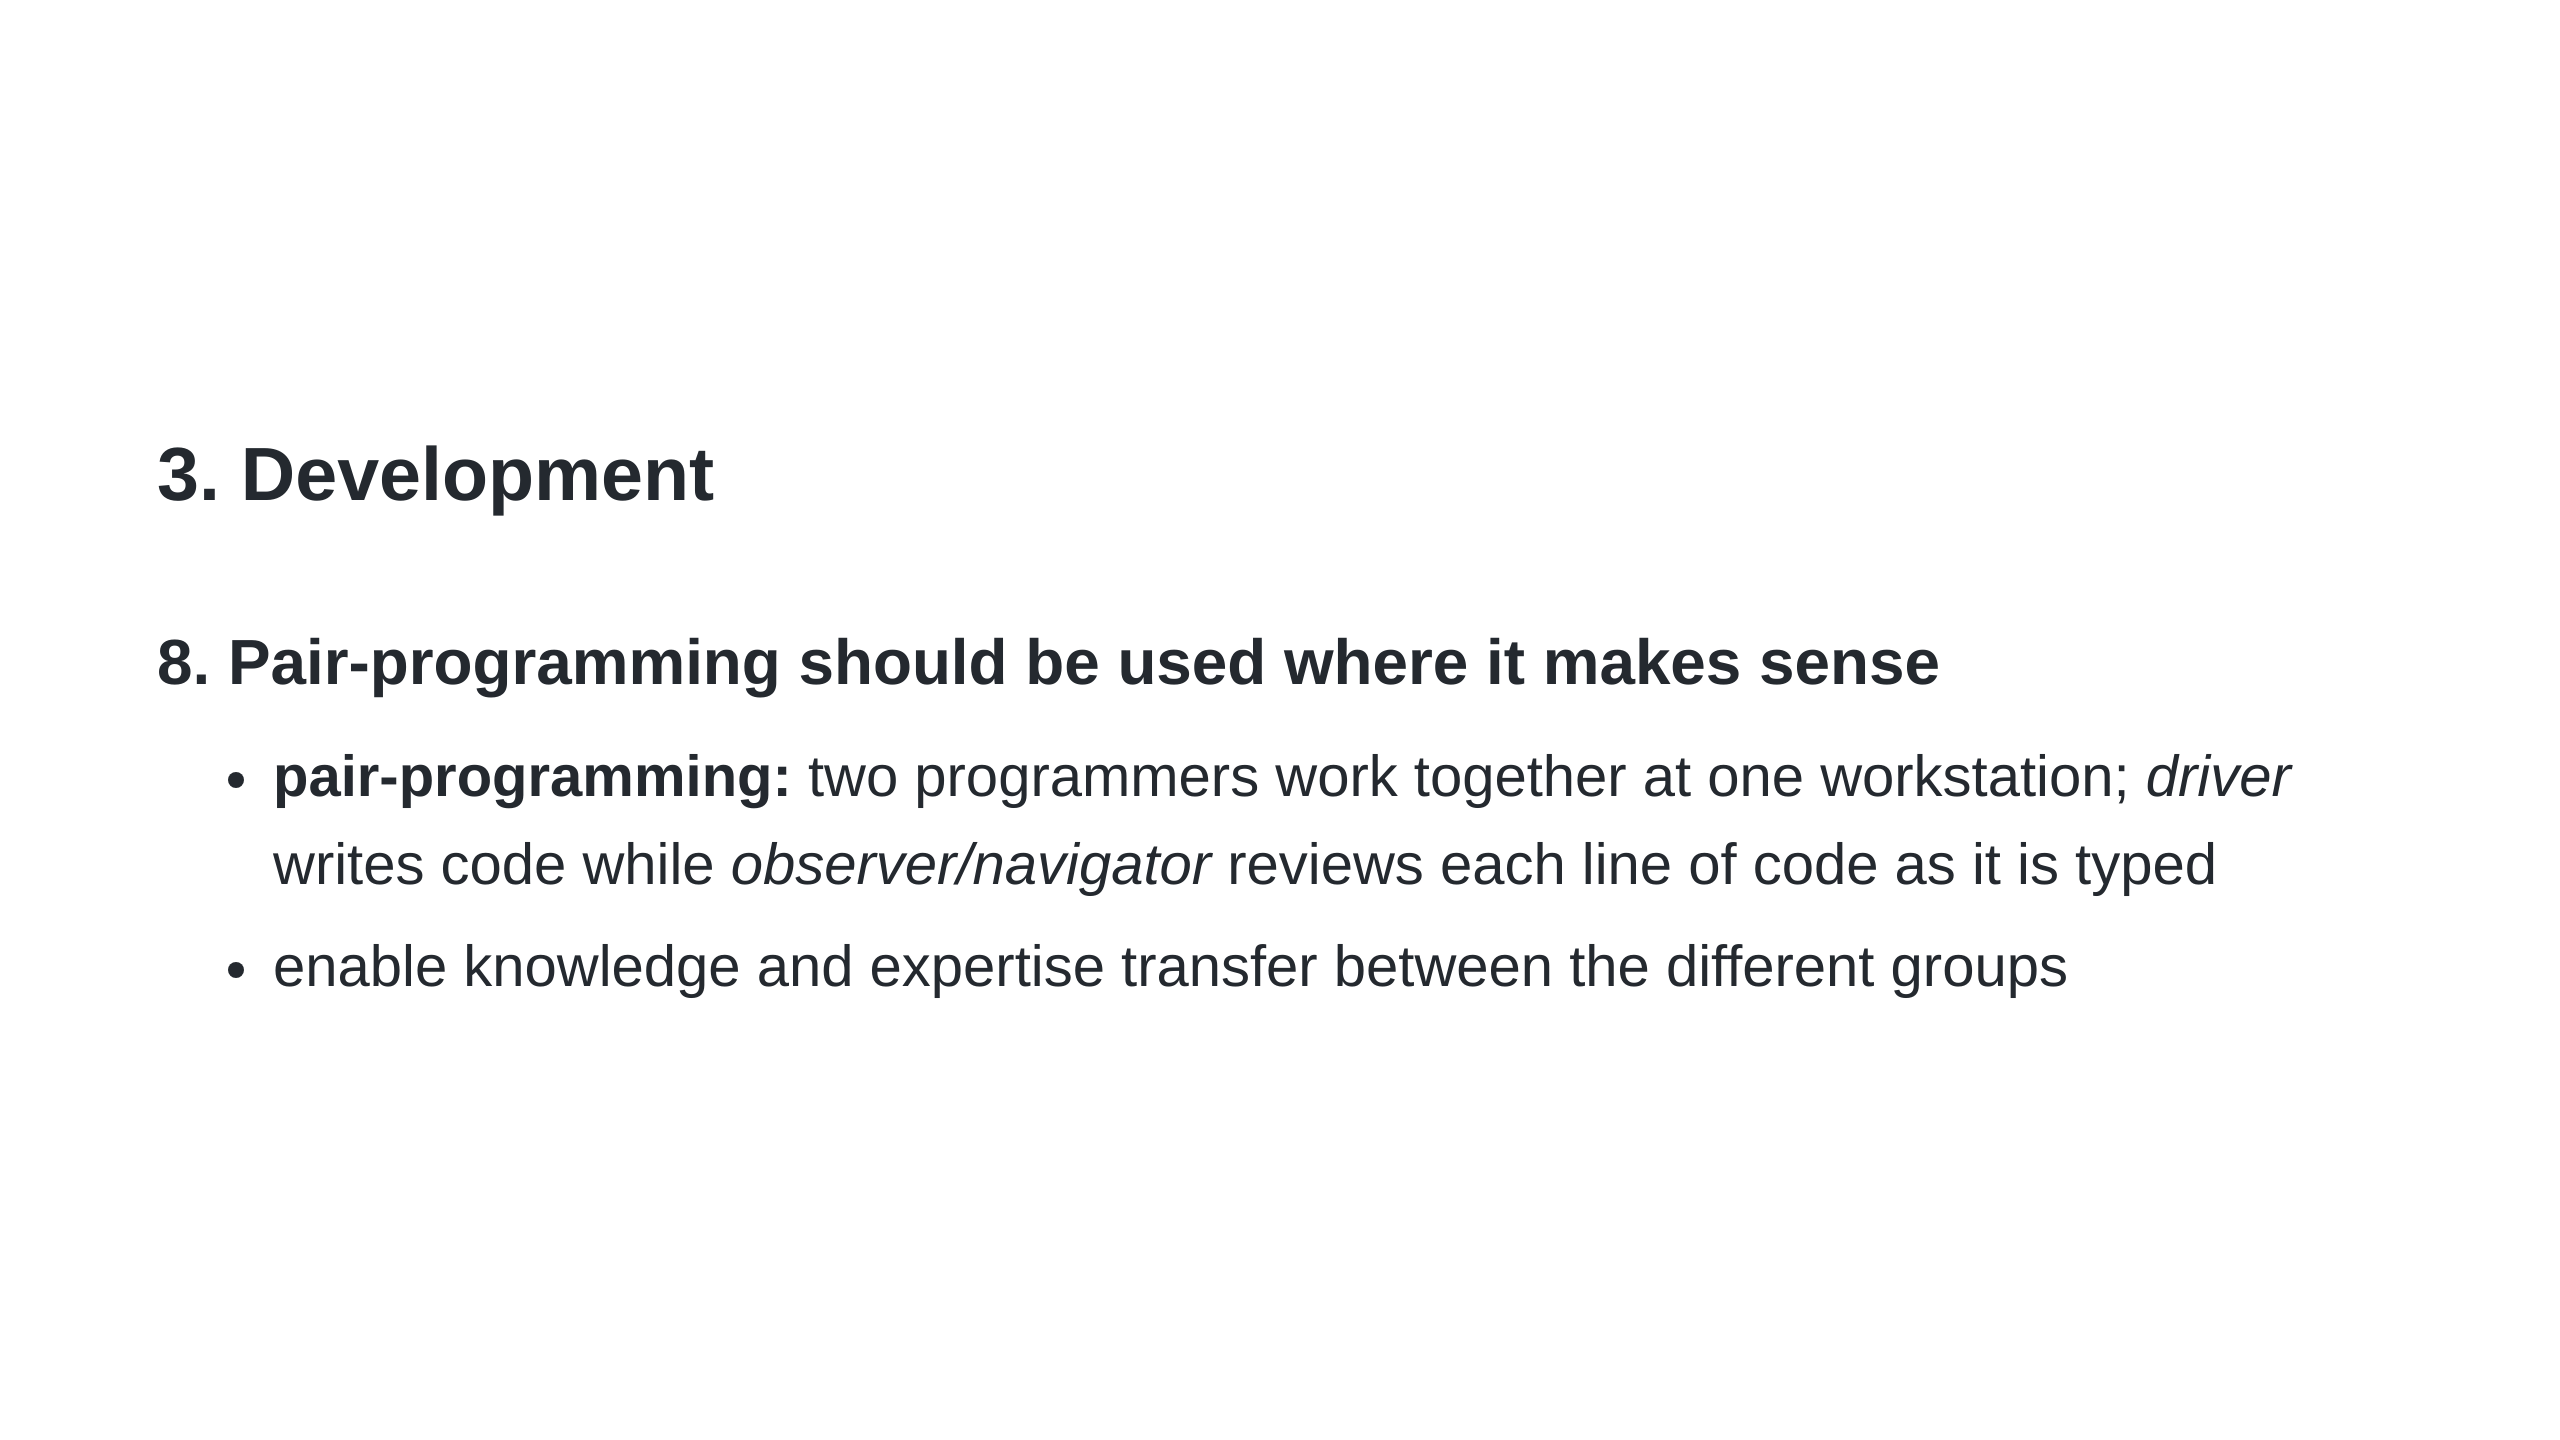 3. Development
8. Pair-programming should be used where it makes sense
• pair-programming: two programmers work together at one workstation; driver
writes code while observer/navigator reviews each line of code as it is typed
• enable knowledge and expertise transfer between the different groups